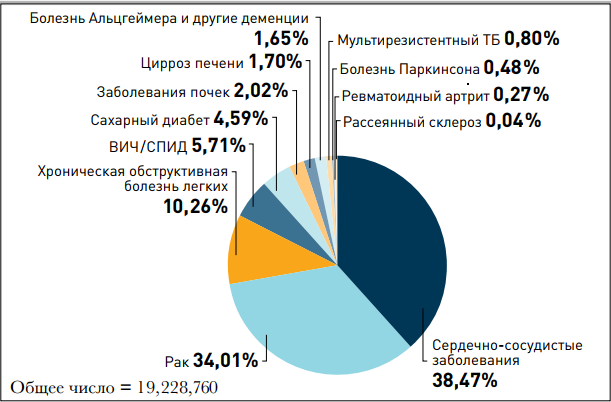 Болезнь Альцгеймера и другие деменции
1,65%
Цирроз печени 1,70%
Заболевания почек 2,02%
Сахарный диабет 4,59%
ВИЧ/СПИД 5,71%
Хроническая обструктивная
болезнь легких
10,26%
Мультирезистентный ТБ 0,80%
Болезнь Паркинсона 0,48%
Ревматоидный артрит 0,27%
Рассеянный склероз 0,04%
Сердечно-сосудистые
заболевания
38,47%
Рак 34,01%
Общее число = 19,228,760